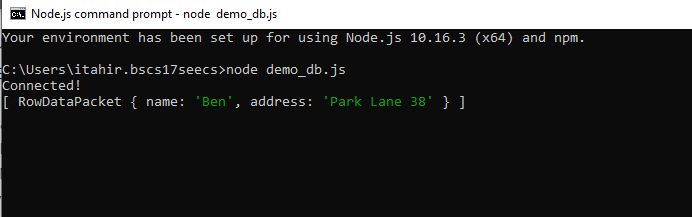 Node.js command prompt - node  demo_db.js
Your environment has been set up for using Node.js 10.16.3 (x64) and npm.
C:\Users\itahir.bscs17seecs>node demo_db.js
Connected!
[ RowDataPacket { name: 'Ben', address: 'Park Lane 38' } ]